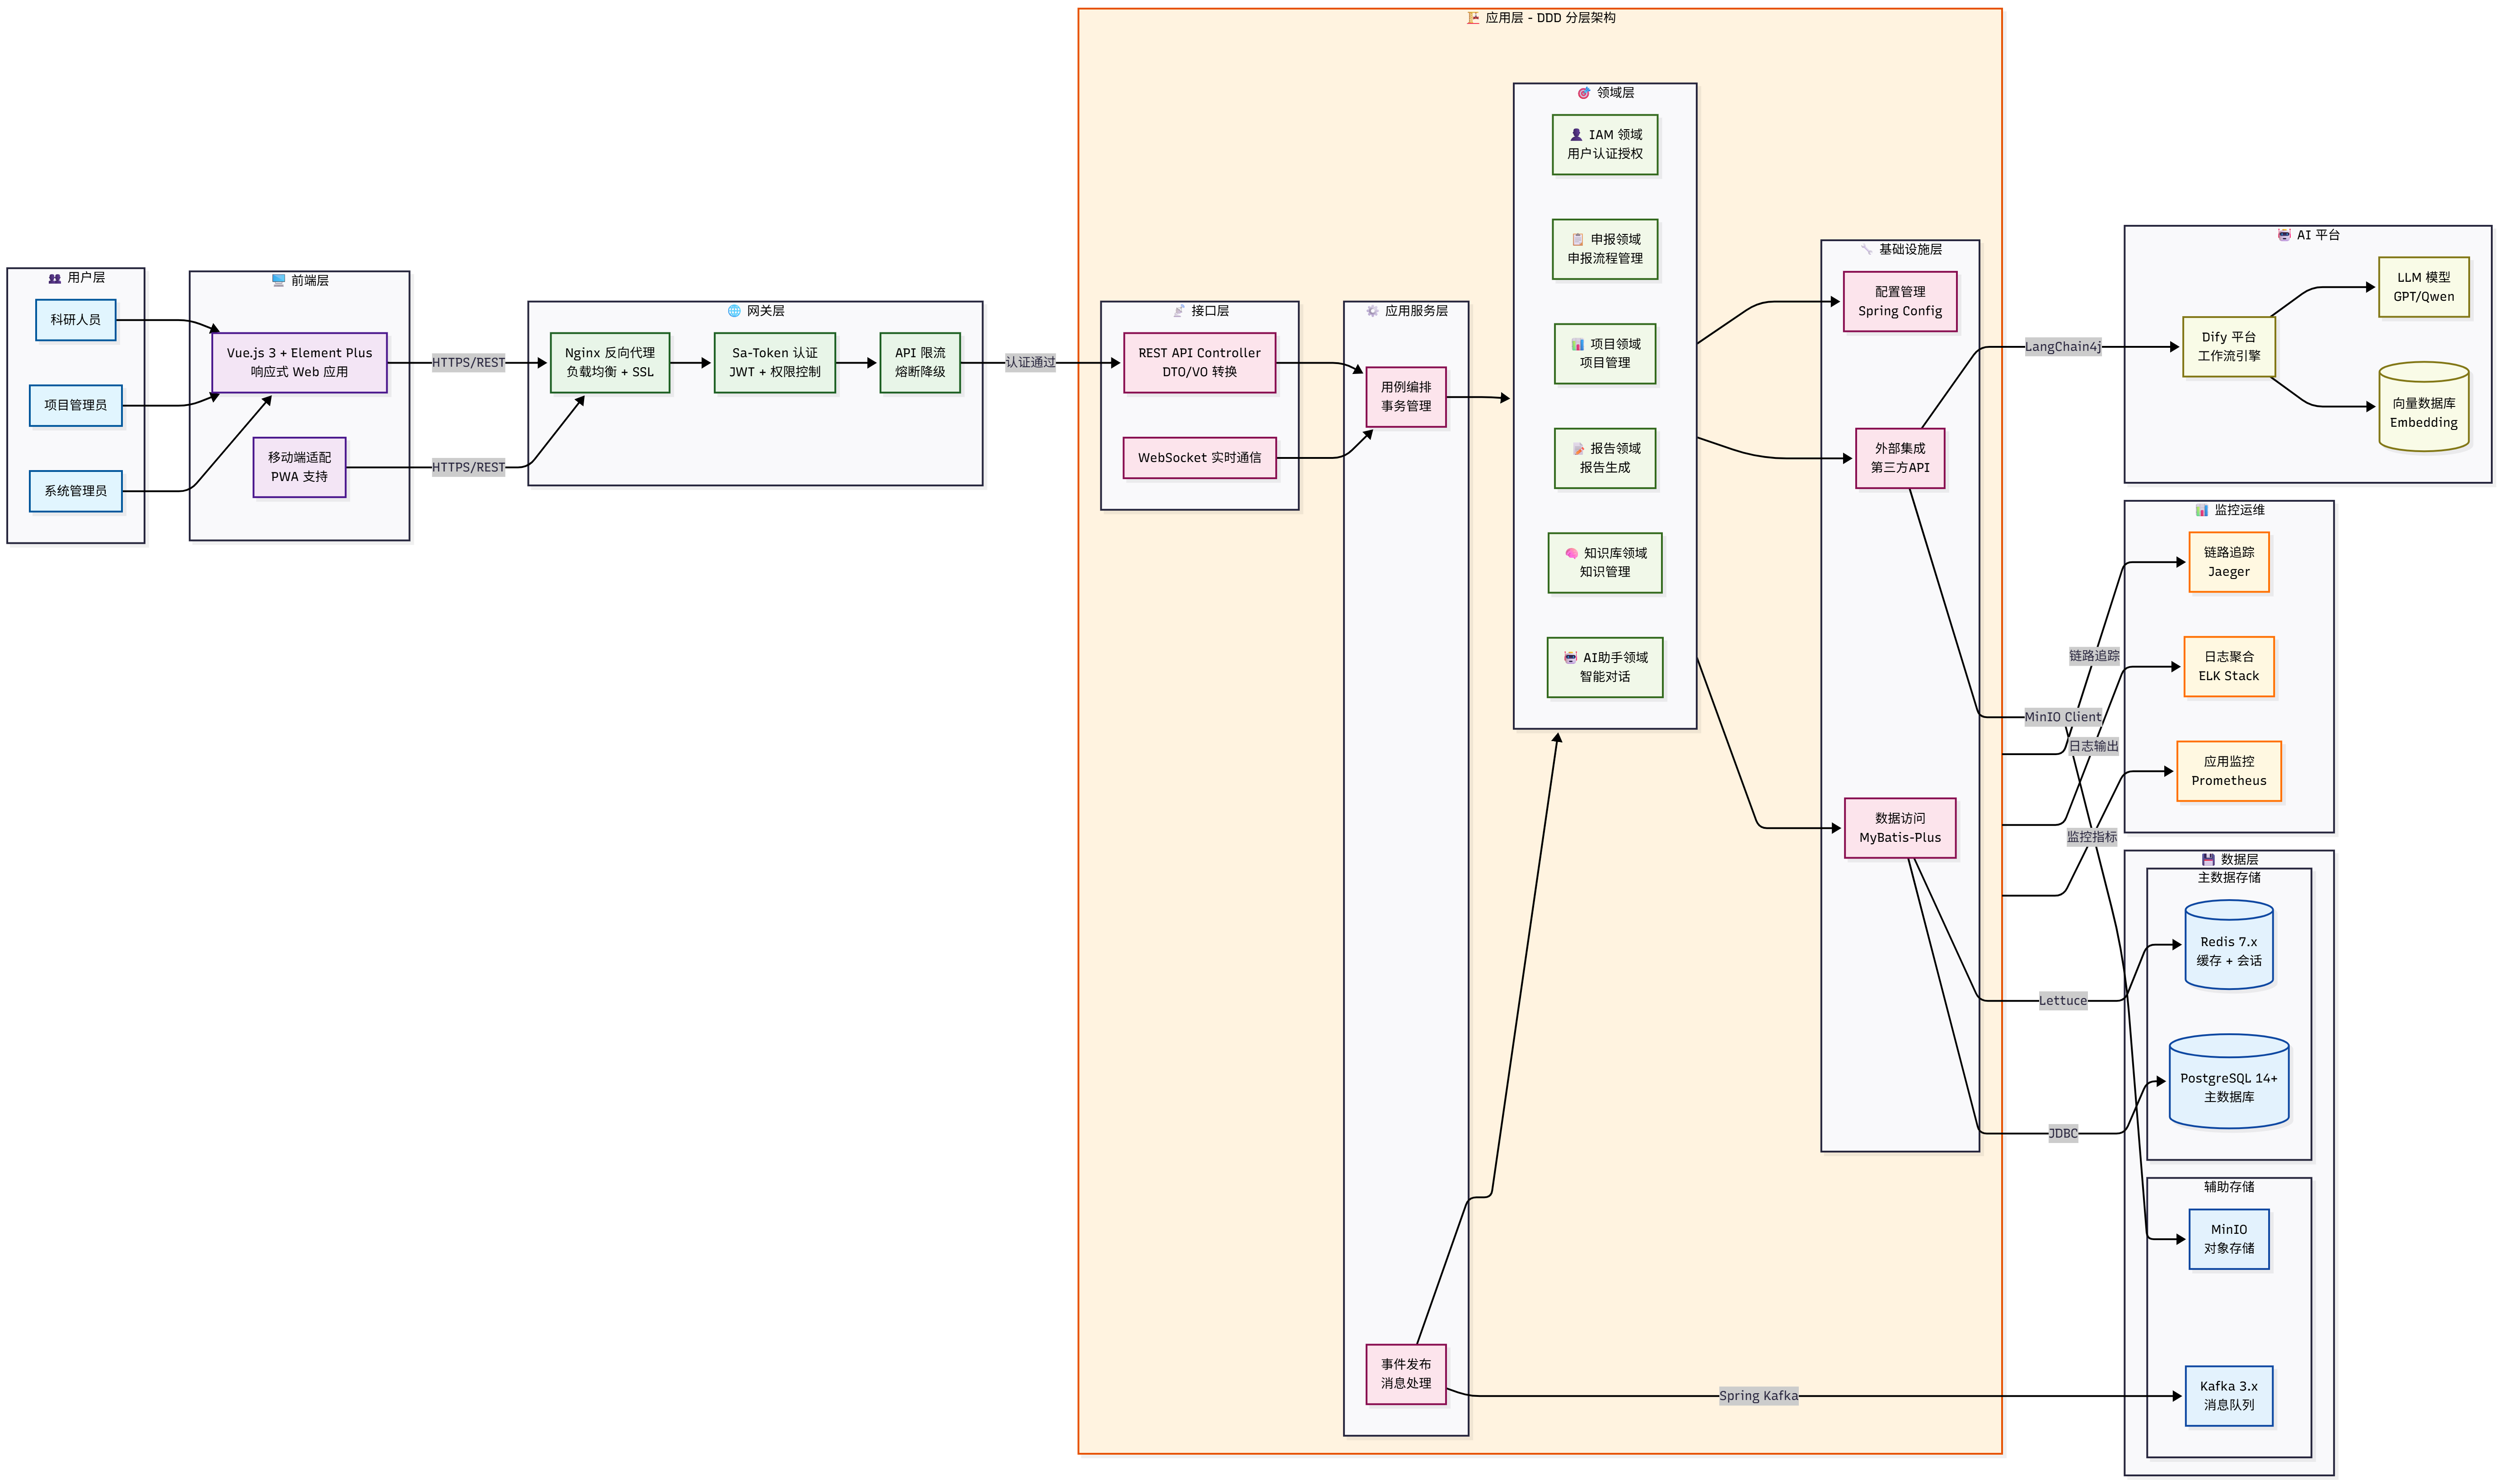 👥 用户层
科研人员
项目管理员
系统管理员
🖥️ 前端层
Vue.js 3 + Element Plus
响应式 Web 应用
移动端适配
PWA 支持
HTTPS/REST
HTTPS/REST
🌐 网关层
Nginx 反向代理
负载均衡 + SSL
Sa-Token 认证
JWT + 权限控制
API 限流
熔断降级
认证通过
🏗️ 应用层 - DDD 分层架构
📡 接口层
REST API Controller
DTO/VO 转换
WebSocket 实时通信
⚙️ 应用服务层
用例编排
事务管理
事件发布
消息处理
🎯 领域层
👤 IAM 领域
用户认证授权
📋 申报领域
申报流程管理
📊 项目领域
项目管理
📝 报告领域
报告生成
🧠 知识库领域
知识管理
🤖 AI助手领域
智能对话
🔧 基础设施层
配置管理
Spring Config
外部集成
第三方API
数据访问
MyBatis-Plus
LangChain4j
链路追踪
MinIO Client
日志输出
监控指标
Lettuce
JDBC
Spring Kafka
🤖 AI 平台
Dify 平台
工作流引擎
LLM 模型
GPT/Qwen
向量数据库
Embedding
📊 监控运维
链路追踪
Jaeger
日志聚合
ELK Stack
应用监控
Prometheus
💾 数据层
主数据存储
Redis 7.x
缓存 + 会话
PostgreSQL 14+
主数据库
辅助存储
MinIO
对象存储
Kafka 3.x
消息队列